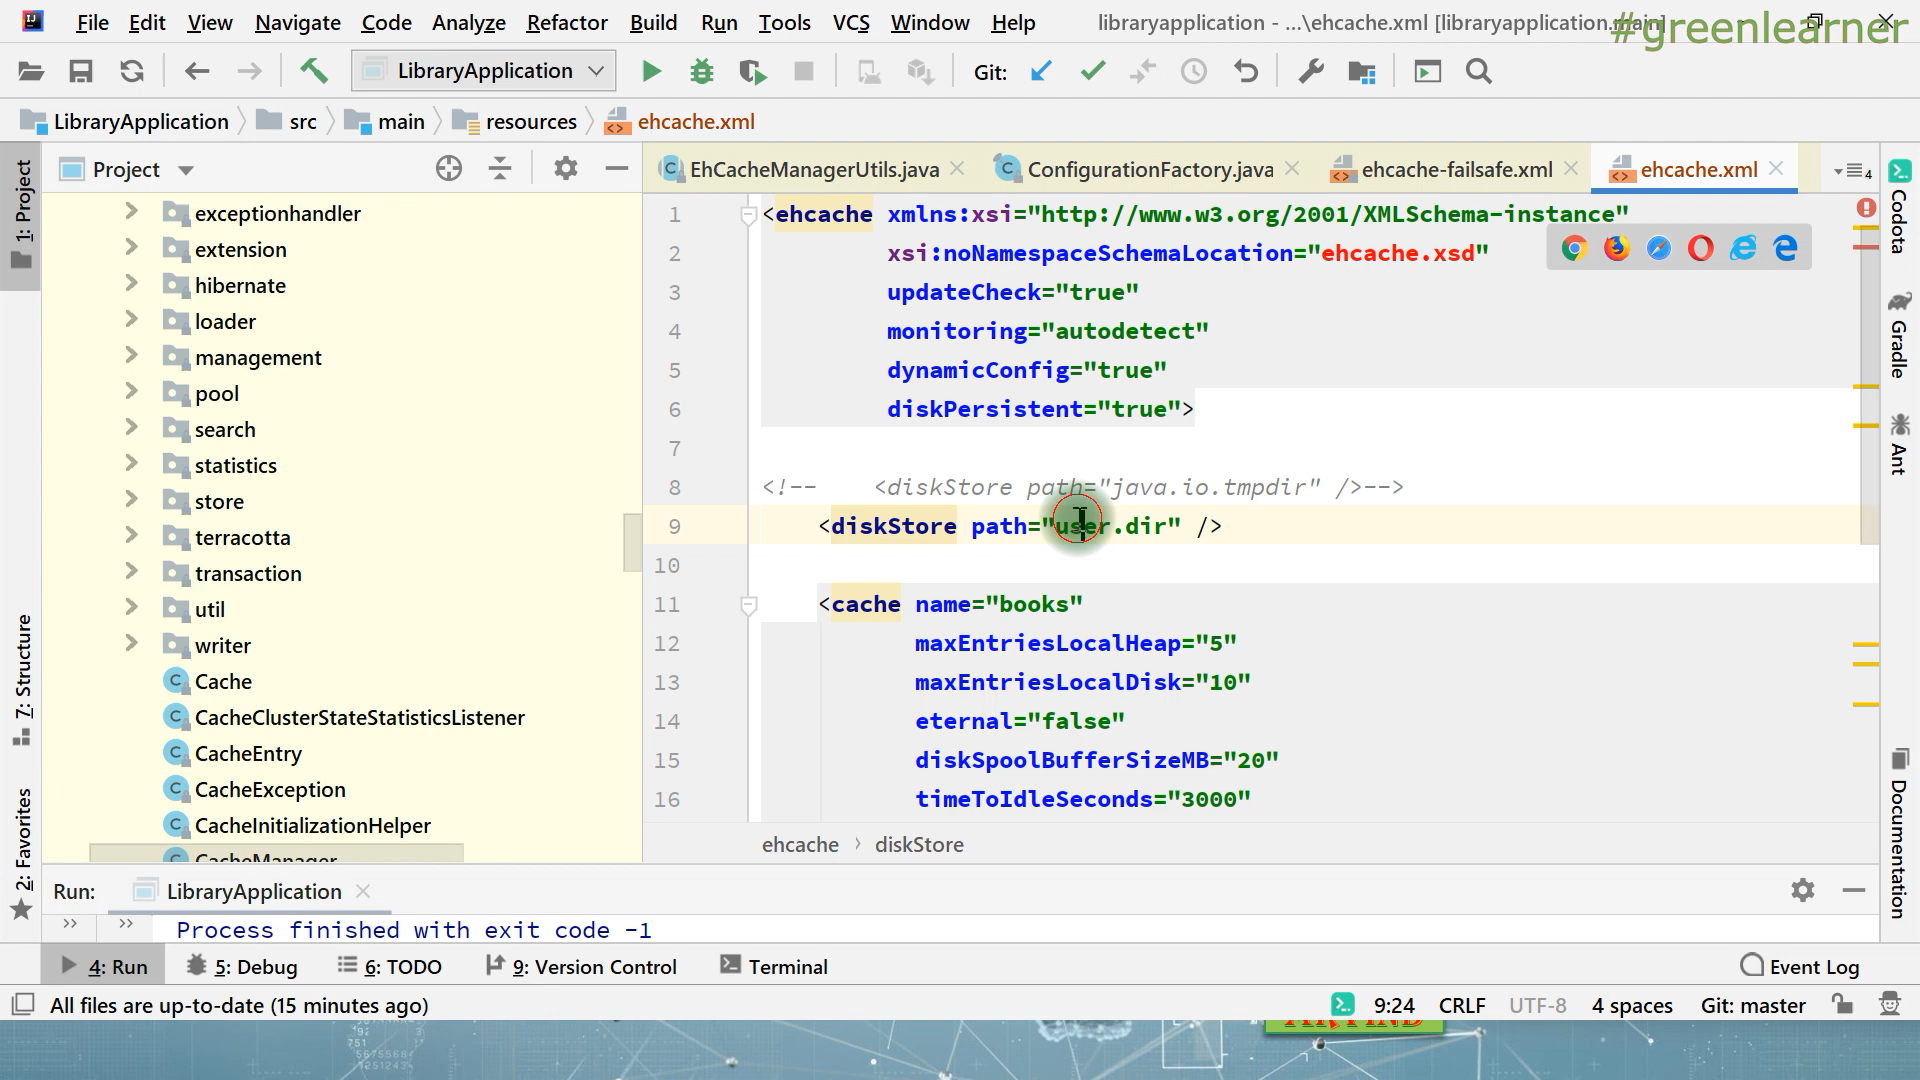 File Edit View Navigate Code Analyze Refactor Build Run Tools VCS Window Help libraryapplication - ...\ehcache.xml [libraryapplication.main]
#greenlearner
LibraryApplication Git:
LibraryApplication src main resources ehcache.xml
1: Project
7: Structure
2: Favorites
Project
exceptionhandler
extension
hibernate
loader
management
pool
search
statistics
store
terracotta
transaction
util
writer
Cache
CacheClusterStateStatisticsListener
CacheEntry
CacheException
CacheInitializationHelper
CacheManager
EhCacheManagerUtils.java ConfigurationFactory.java ehcache-failsafe.xml ehcache.xml 4
1 <ehcache xmlns:xsi="http://www.w3.org/2001/XMLSchema-instance"
2 xsi:noNamespaceSchemaLocation="ehcache.xsd"
3 updateCheck="true"
4 monitoring="autodetect"
5 dynamicConfig="true"
6 diskPersistent="true">
7
8 <!-- <diskStore path="java.io.tmpdir" />-->
9 <diskStore path="user.dir" />
10
11 <cache name="books"
12 maxEntriesLocalHeap="5"
13 maxEntriesLocalDisk="10"
14 eternal="false"
15 diskSpoolBufferSizeMB="20"
16 timeToIdleSeconds="3000"
ehcache › diskStore
Codota
Gradle
Ant
Documentation
Run: LibraryApplication
Process finished with exit code -1
4: Run 5: Debug 6: TODO 9: Version Control Terminal Event Log
All files are up-to-date (15 minutes ago) 9:24 CRLF UTF-8 4 spaces Git: master